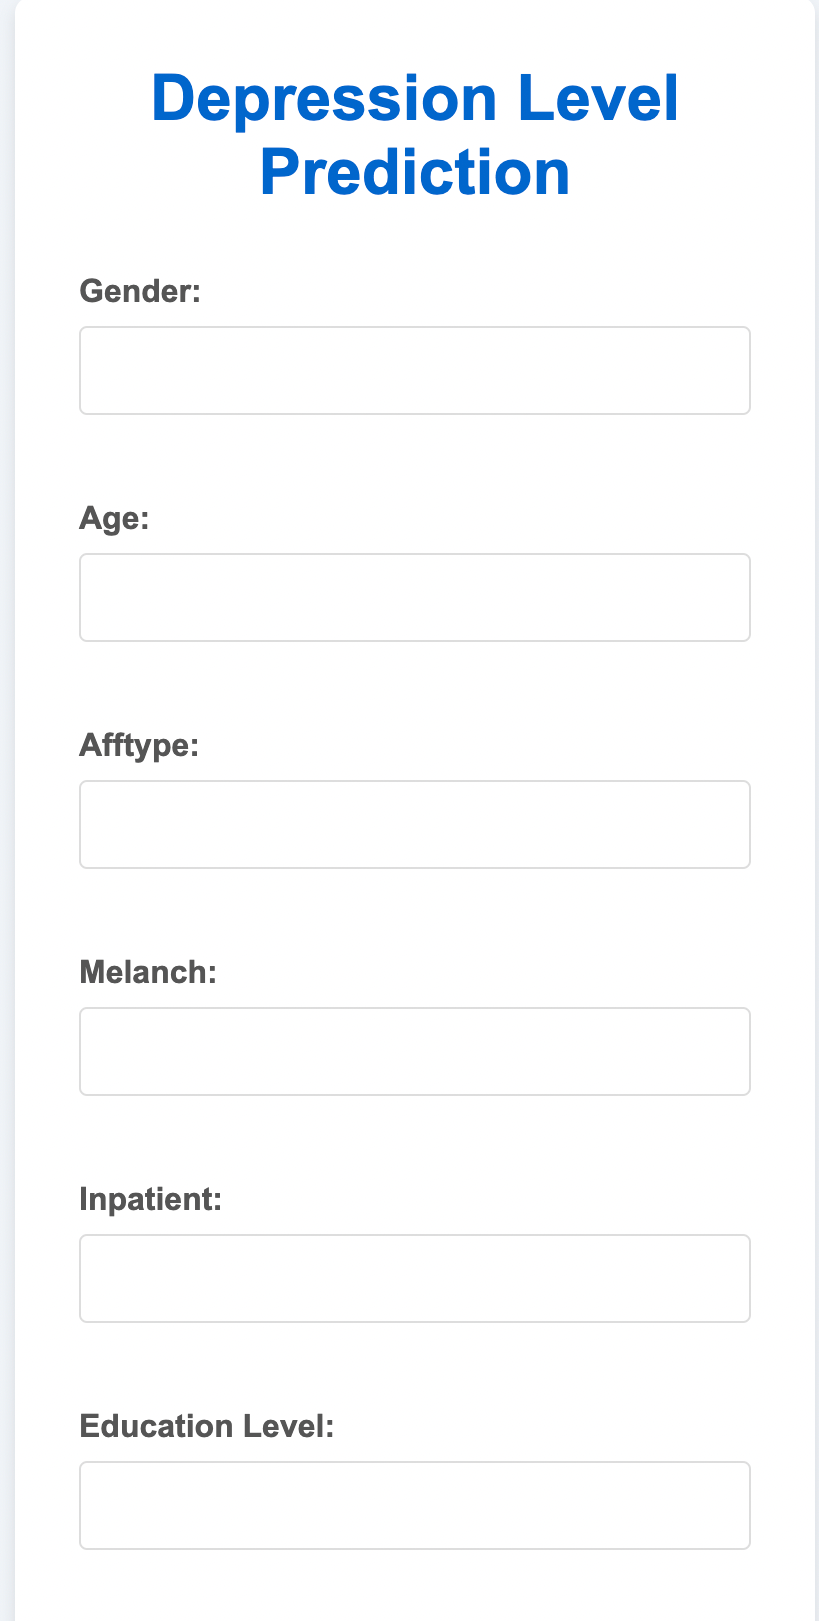 Depression Level
Prediction
Gender:
Age:
Afftype:
Melanch:
Inpatient:
Education Level: